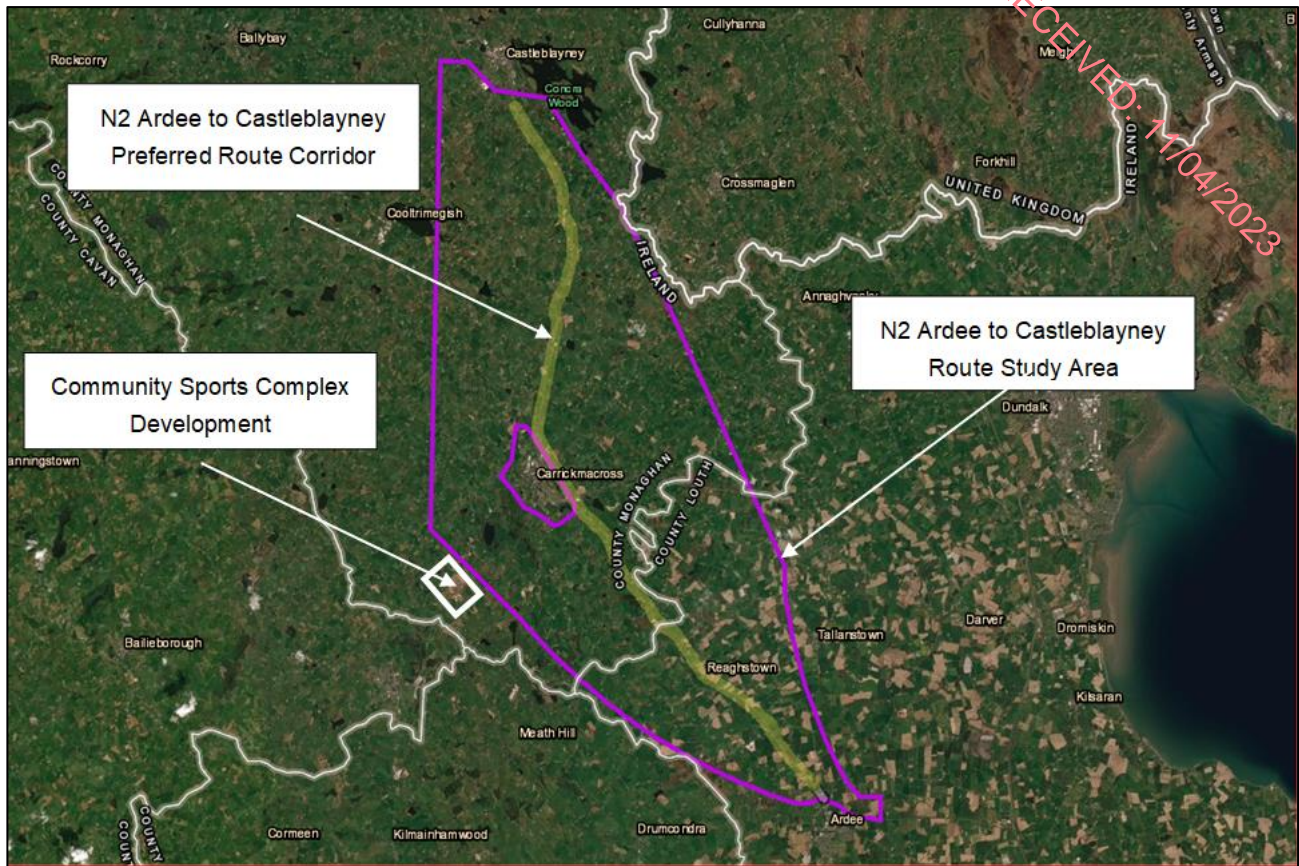 Cullyhanna
Ballybay
Rockcorry
Castleblayney
Concra
Wood
RECEIVED: 11/04/2023
IRELAND
N2 Ardee to Castleblayney
Preferred Route Corridor
Forkhill
Crossmaglen
UNITED KINGDOM
COUNTY MONAGHAN
COUNTY CAVAN
Cooltrimegish
IRELAND
N2 Ardee to Castleblayney
Route Study Area
Community Sports Complex
Development
Dundalk
Carrickmacross
COUNTY MONAGHAN
COUNTY LOUTH
Bailieborough
Tallanstown
Darver
Dromiskin
Reaghstown
Kilsaran
Meath Hill
Ardee
Cormeen
Kilmainhamwood
Drumcondra